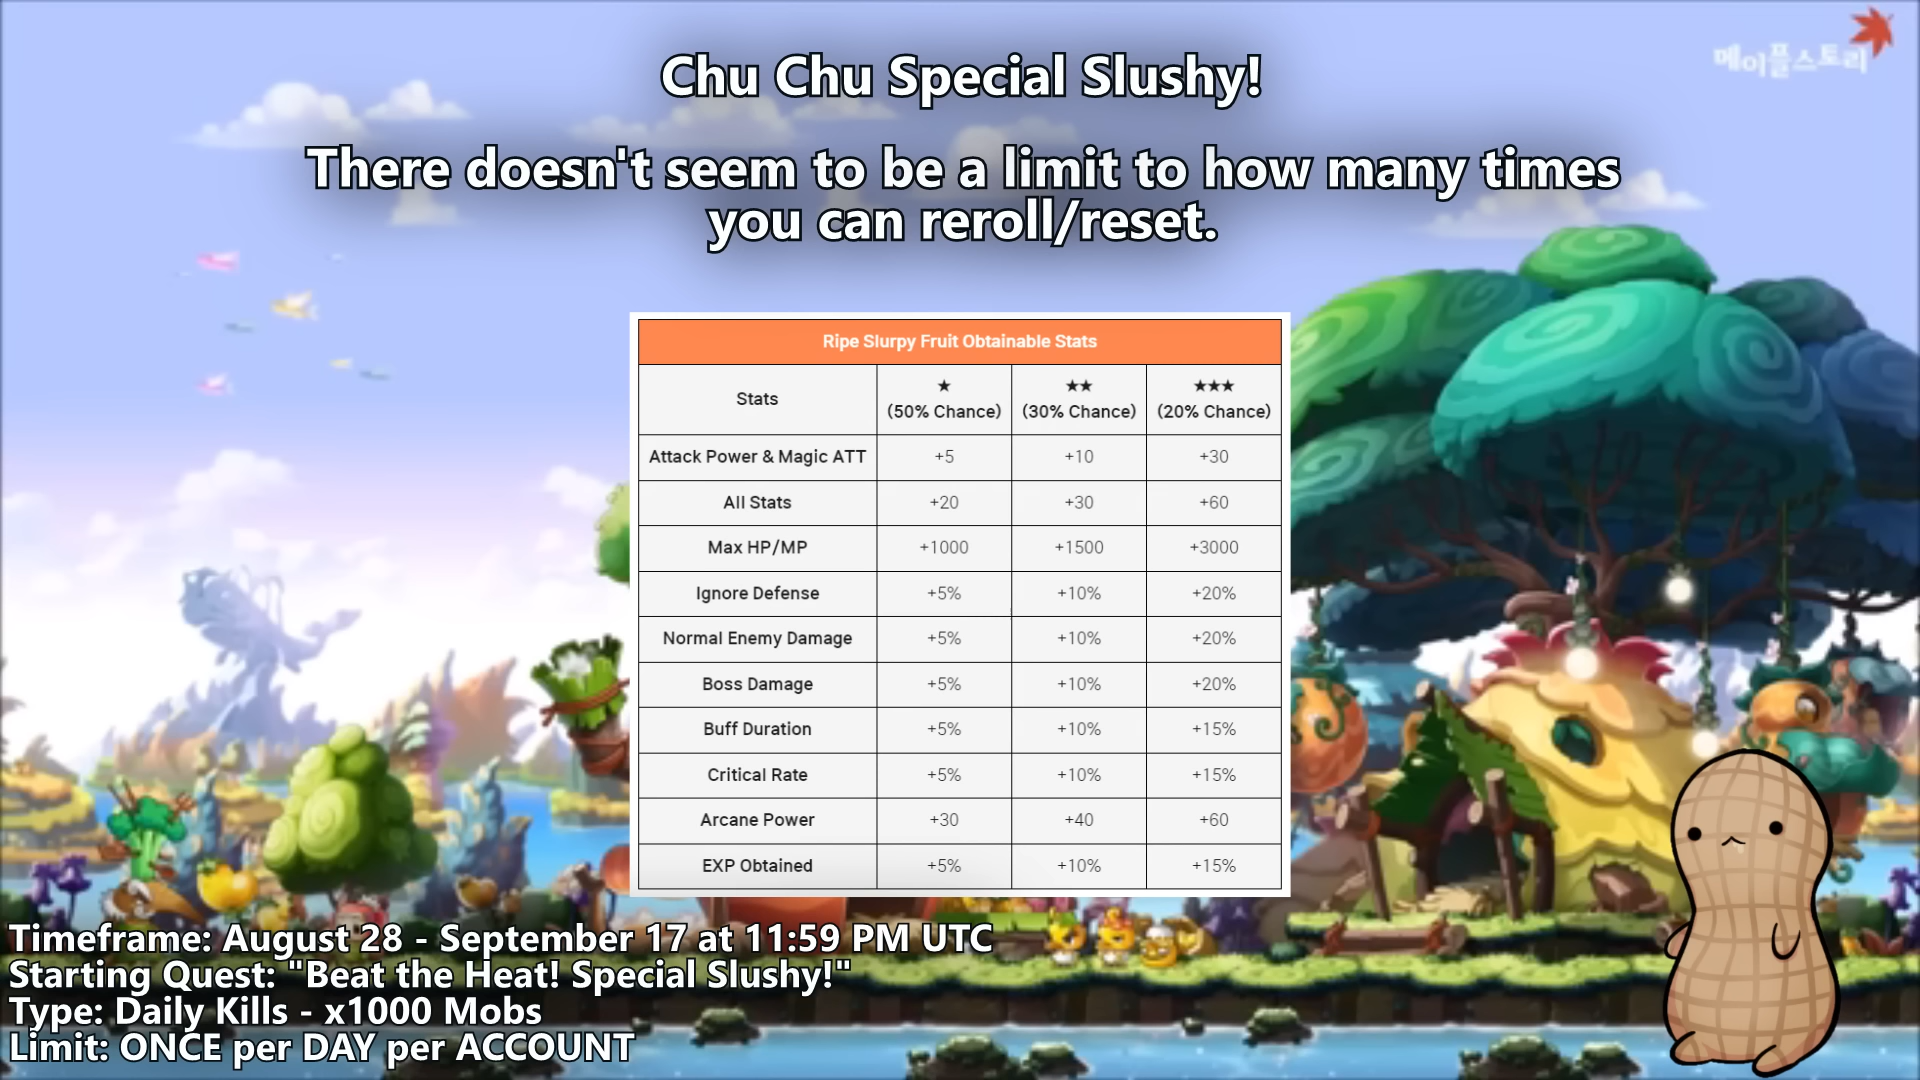 메이플스토리
Chu Chu Special Slushy!
There doesn't seem to be a limit to how many times
you can reroll/reset.
Ripe Slurpy Fruit Obtainable Stats
Stats ★ (50% Chance) ★★ (30% Chance) ★★★ (20% Chance)
Attack Power & Magic ATT +5 +10 +30
All Stats +20 +30 +60
Max HP/MP +1000 +1500 +3000
Ignore Defense +5% +10% +20%
Normal Enemy Damage +5% +10% +20%
Boss Damage +5% +10% +20%
Buff Duration +5% +10% +15%
Critical Rate +5% +10% +15%
Arcane Power +30 +40 +60
EXP Obtained +5% +10% +15%
Timeframe: August 28 - September 17 at 11:59 PM UTC
Starting Quest: "Beat the Heat! Special Slushy!"
Type: Daily Kills - x1000 Mobs
Limit: ONCE per DAY per ACCOUNT